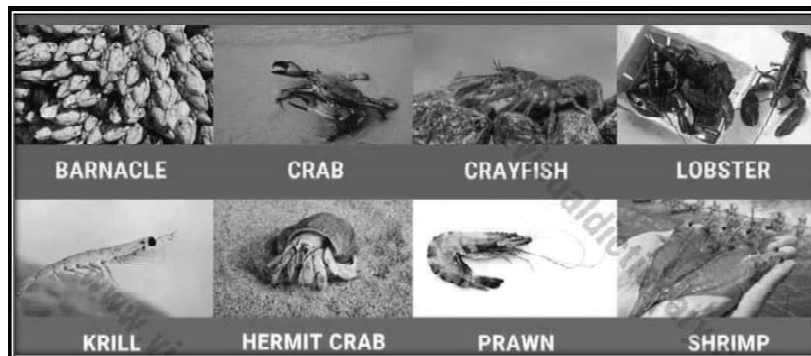 BARNACLE
CRAB
CRAYFISH
LOBSTER
KRILL
HERMIT CRAB
PRAWN
SHRIMP